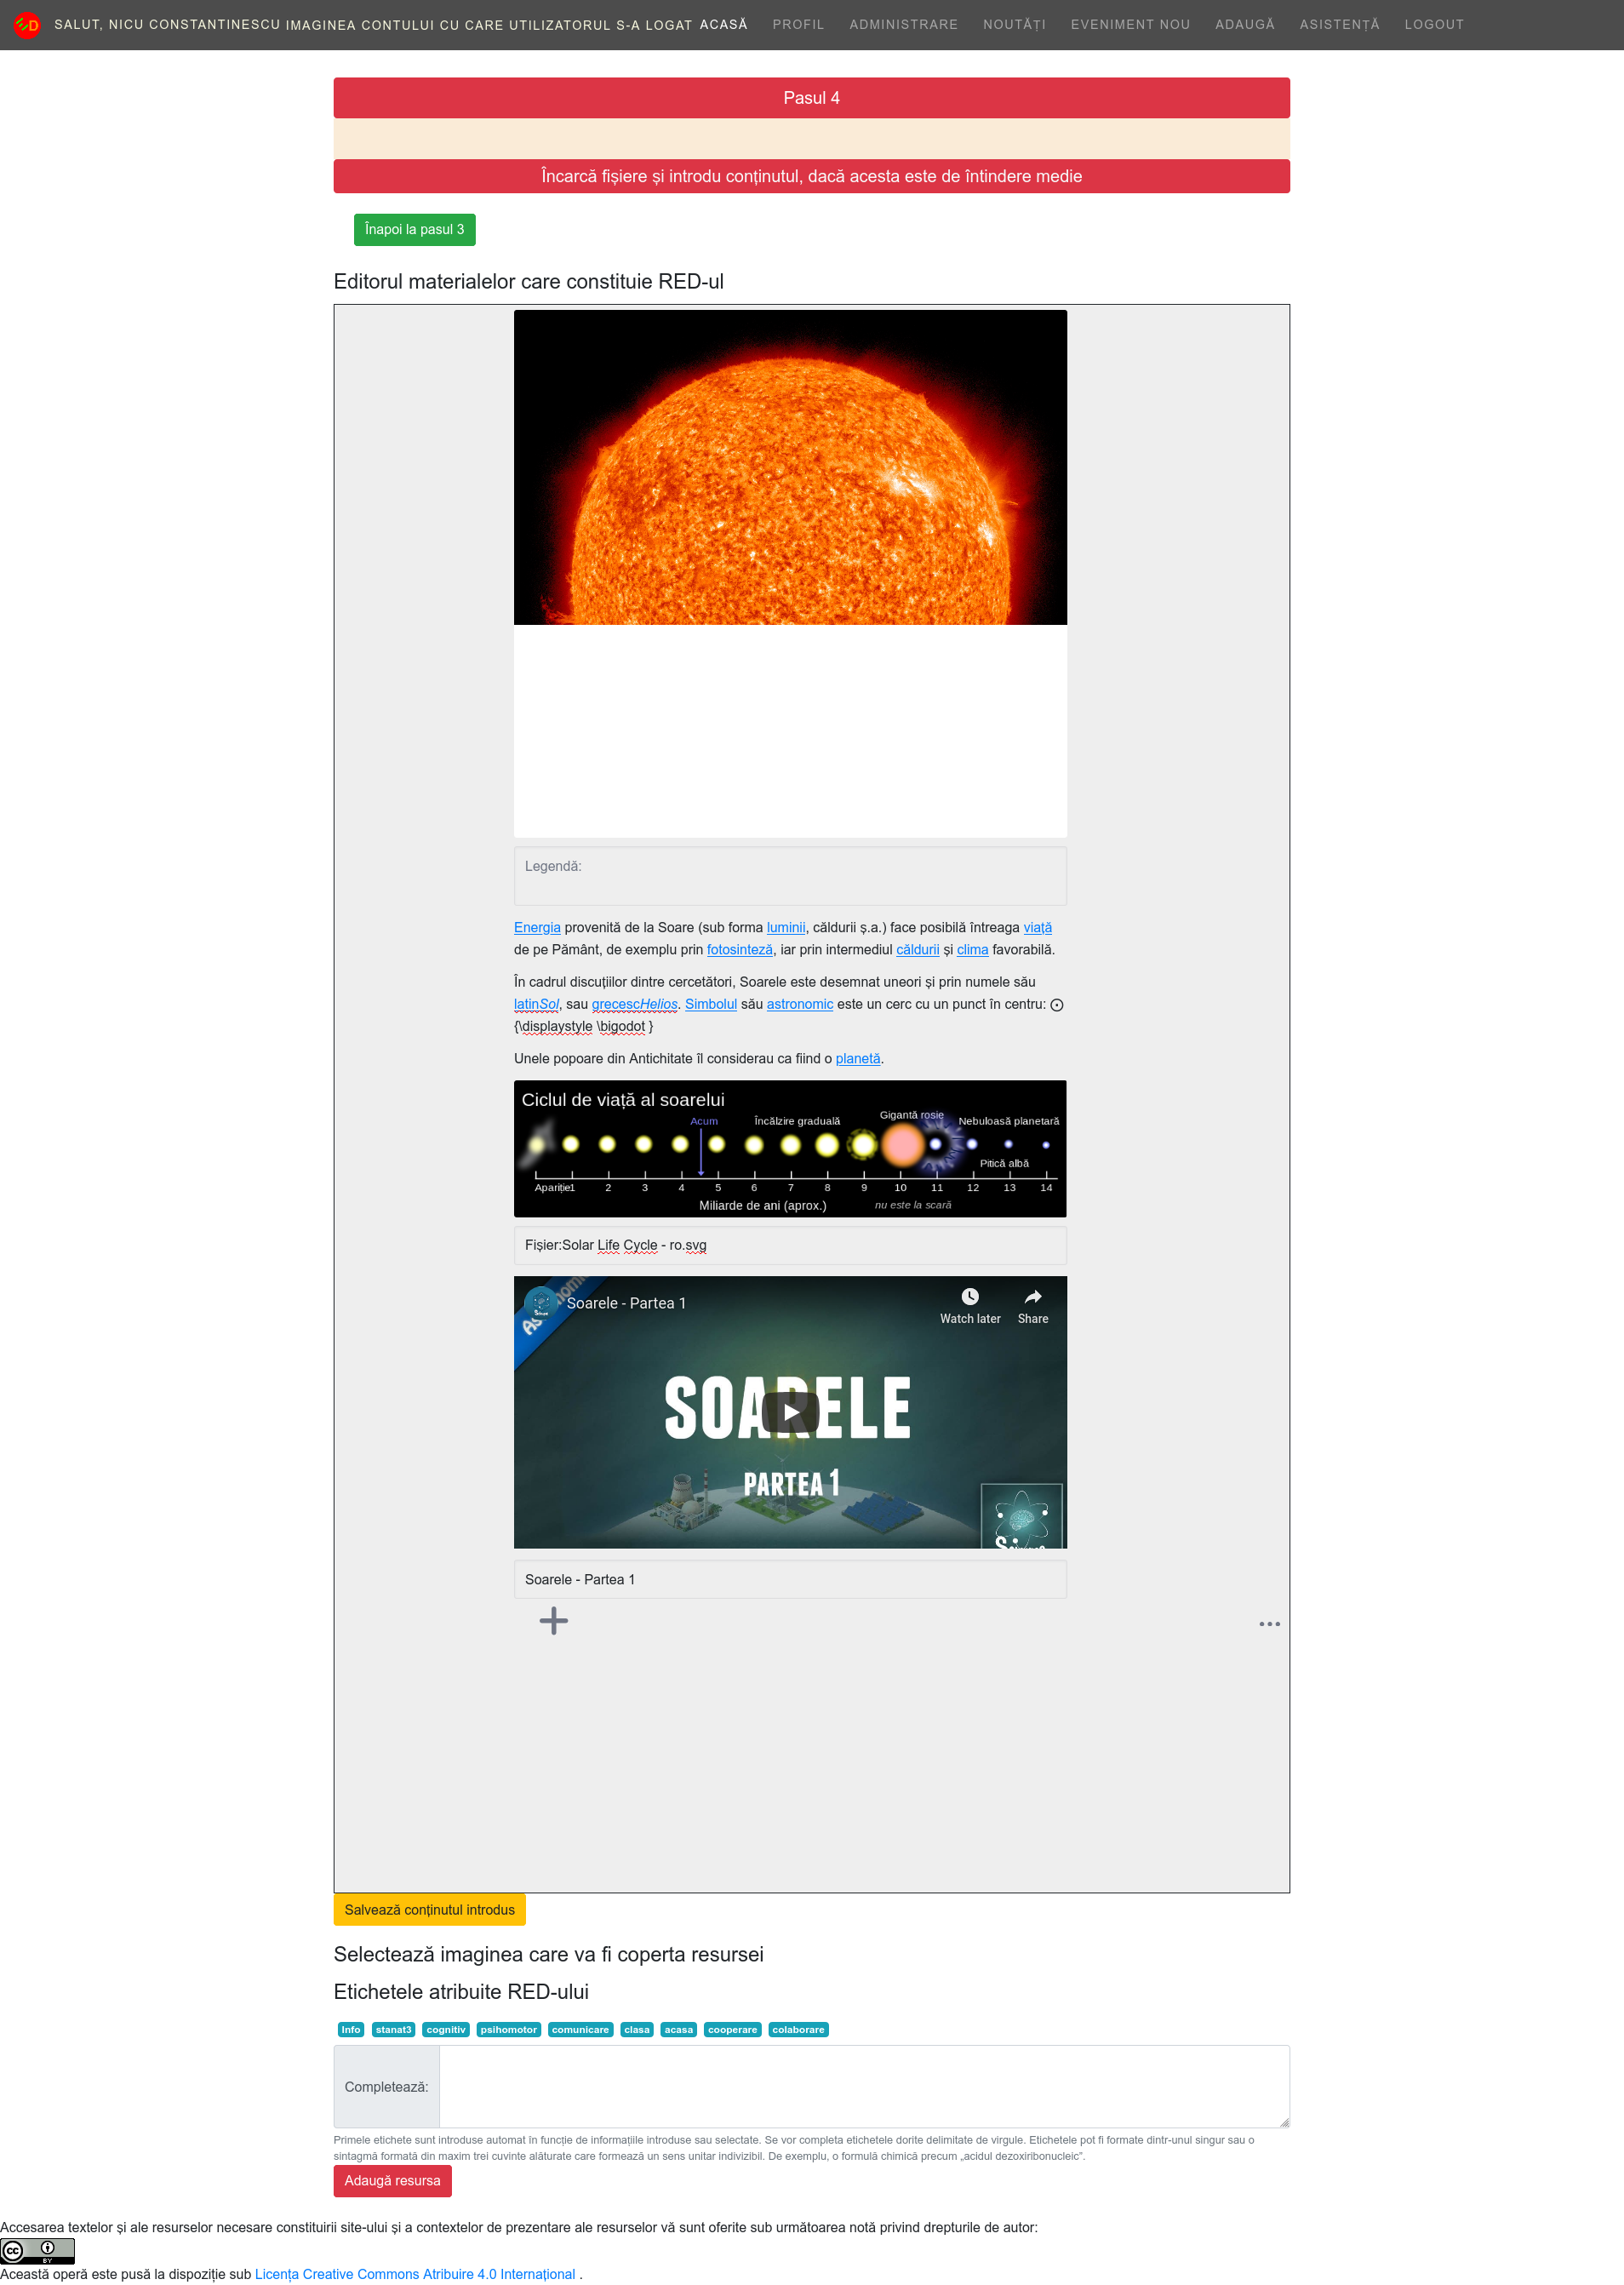 SALUT, NICU CONSTANTINESCU IMAGINEA CONTULUI CU CARE UTILIZATORUL S-A LOGAT ACASĂ PROFIL ADMINISTRARE NOUTĂȚI EVENIMENT NOU ADAUGĂ ASISTENȚĂ LOGOUT
Pasul 4
Încarcă fișiere și introdu conținutul, dacă acesta este de întindere medie
Înapoi la pasul 3
Editorul materialelor care constituie RED-ul
Legendă:
Energia provenită de la Soare (sub forma luminii, căldurii ș.a.) face posibilă întreaga viață
de pe Pământ, de exemplu prin fotosinteză, iar prin intermediul căldurii și clima favorabilă.
În cadrul discuțiilor dintre cercetători, Soarele este desemnat uneori și prin numele său
latinSol, sau grecescHelios. Simbolul său astronomic este un cerc cu un punct în centru: ⊙
{\displaystyle \bigodot }
Unele popoare din Antichitate îl considerau ca fiind o planetă.
Ciclul de viață al soarelui
Acum Încălzire graduală Gigantă rosie Nebuloasă planetară
Pitică albă
Apariție 1 2 3 4 5 6 7 8 9 10 11 12 13 14
Miliarde de ani (aprox.) nu este la scară
Fișier:Solar Life Cycle - ro.svg
Soarele - Partea 1
Watch later Share
SOARELE
PARTEA 1
Soarele - Partea 1
Salvează conținutul introdus
Selectează imaginea care va fi coperta resursei
Etichetele atribuite RED-ului
Info stanat3 cognitiv psihomotor comunicare clasa acasa cooperare colaborare
Completează:
Primele etichete sunt introduse automat în funcție de informațiile introduse sau selectate. Se vor completa etichetele dorite delimitate de virgule. Etichetele pot fi formate dintr-unul singur sau o
sintagmă formată din maxim trei cuvinte alăturate care formează un sens unitar indivizibil. De exemplu, o formulă chimică precum „acidul dezoxiribonucleic”.
Adaugă resursa
Accesarea textelor și ale resurselor necesare constituirii site-ului și a contextelor de prezentare ale resurselor vă sunt oferite sub următoarea notă privind drepturile de autor:
cc BY
Această operă este pusă la dispoziție sub Licența Creative Commons Atribuire 4.0 Internațional .